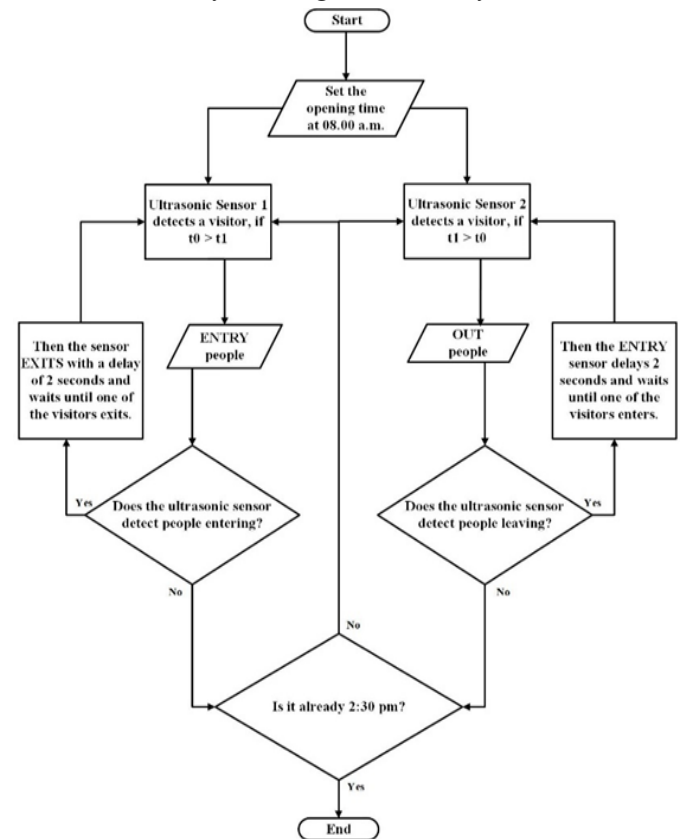 Start
Set the
opening time
at 08.00 a.m.
Ultrasonic Sensor 1
detects a visitor, if
t0 > t1
Ultrasonic Sensor 2
detects a visitor, if
t1 > t0
Then the sensor
EXITS with a delay
of 2 seconds and
waits until one of
the visitors exits.
ENTRY
people
OUT
people
Then the ENTRY
sensor delays 2
seconds and waits
until one of the
visitors enters.
Yes
Does the ultrasonic sensor
detect people entering?
Does the ultrasonic sensor
detect people leaving?
Yes
No
No
No
Is it already 2:30 pm?
Yes
End